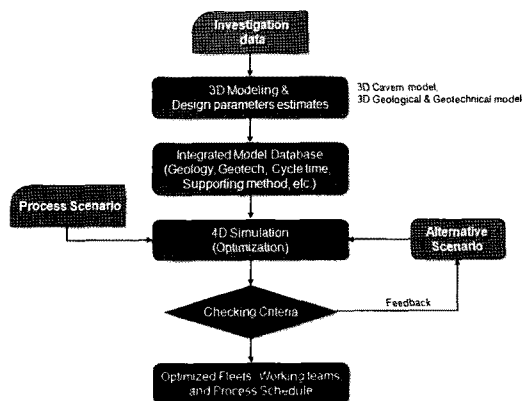 Investigation
data
3D Modeling &
Design parameters estimates
3D Cavern model,
3D Geological & Geotechnical model
Integrated Model Database
(Geology, Geotech, Cycle time,
Supporting method, etc.)
Process Scenario
4D Simulation
(Optimization)
Alternative
Scenario
Feedback
Checking Criteria
Optimized Fleets, Working teams,
and Process Schedule